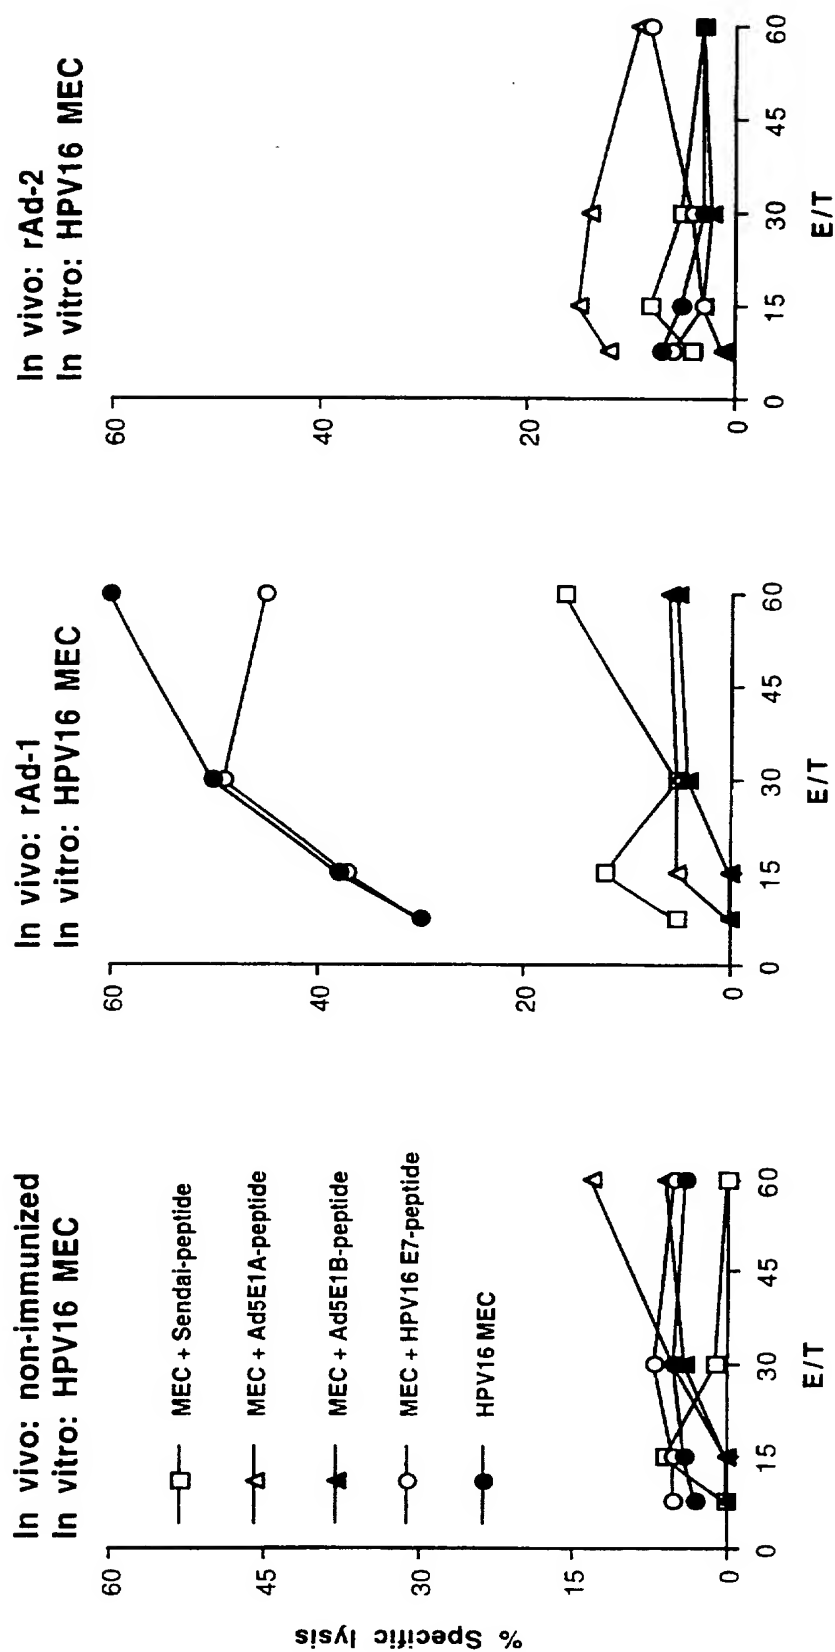 In vivo: non-immunized
In vitro: HPV16 MEC
% Specific lysis
60
45
30
15
0
MEC + Sendai-peptide
MEC + Ad5E1A-peptide
MEC + Ad5E1B-peptide
MEC + HPV16 E7-peptide
HPV16 MEC
0
15
30
45
60
E/T
In vivo: rAd-1
In vitro: HPV16 MEC
60
40
20
0
0
15
30
45
60
E/T
In vivo: rAd-2
In vitro: HPV16 MEC
60
40
20
0
0
15
30
45
60
E/T